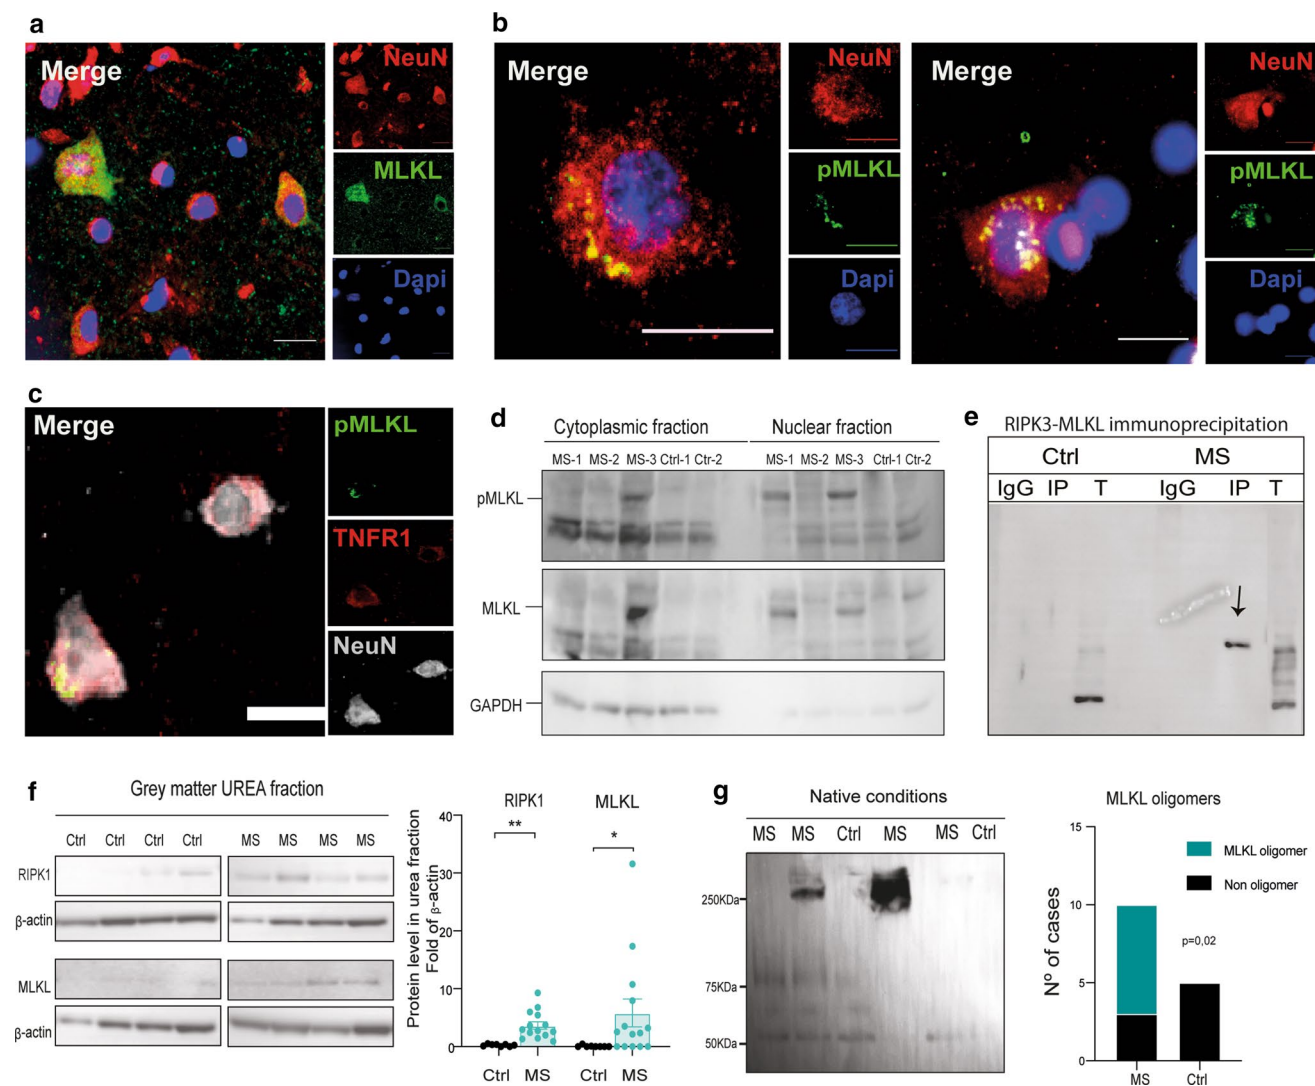 a
Merge
NeuN
MLKL
Dapi
b
Merge
NeuN
pMLKL
Dapi
Merge
NeuN
pMLKL
Dapi
c
Merge
pMLKL
TNFR1
NeuN
d
Cytoplasmic fraction Nuclear fraction
MS-1 MS-2 MS-3 Ctrl-1 Ctr-2 MS-1 MS-2 MS-3 Ctrl-1 Ctr-2
pMLKL
MLKL
GAPDH
e
RIPK3-MLKL immunoprecipitation
Ctrl MS
IgG IP T IgG IP T
f
Grey matter UREA fraction
Ctrl Ctrl Ctrl Ctrl MS MS MS MS
RIPK1
β-actin
MLKL
β-actin
Protein level in urea fraction
Fold of β-actin
RIPK1 MLKL
** *
40
30
20
10
0
Ctrl MS Ctrl MS
g
Native conditions
MS MS Ctrl MS MS Ctrl
250KDa
75KDa
50KDa
MLKL oligomers
Nº of cases
15
10
5
0
MLKL oligomer
Non oligomer
p=0,02
MS Ctrl